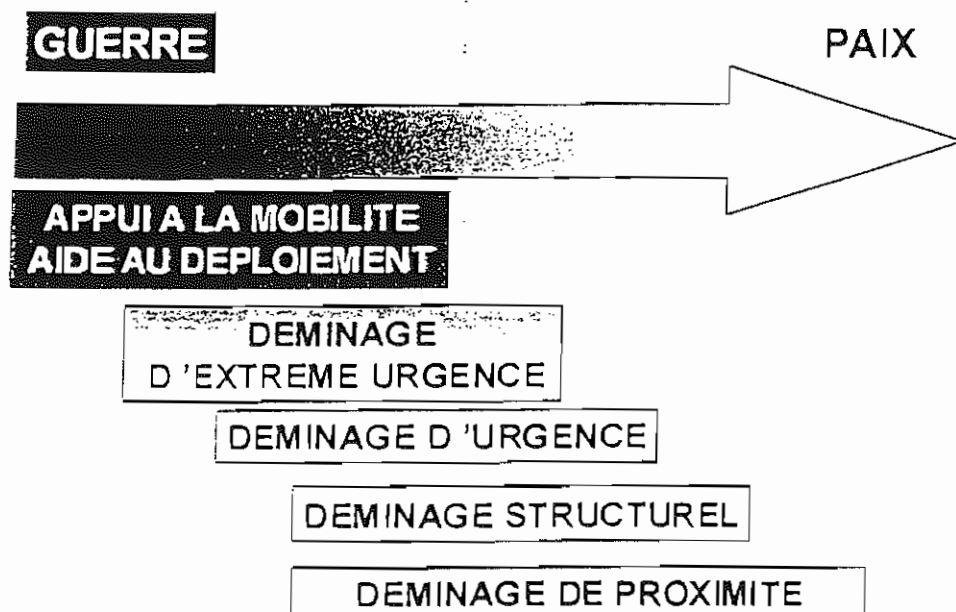 GUERRE
PAIX
APPUI A LA MOBILITE
AIDE AU DEPLOIEMENT
DEMINAGE
D 'EXTREME URGENCE
DEMINAGE D 'URGENCE
DEMINAGE STRUCTUREL
DEMINAGE DE PROXIMITE